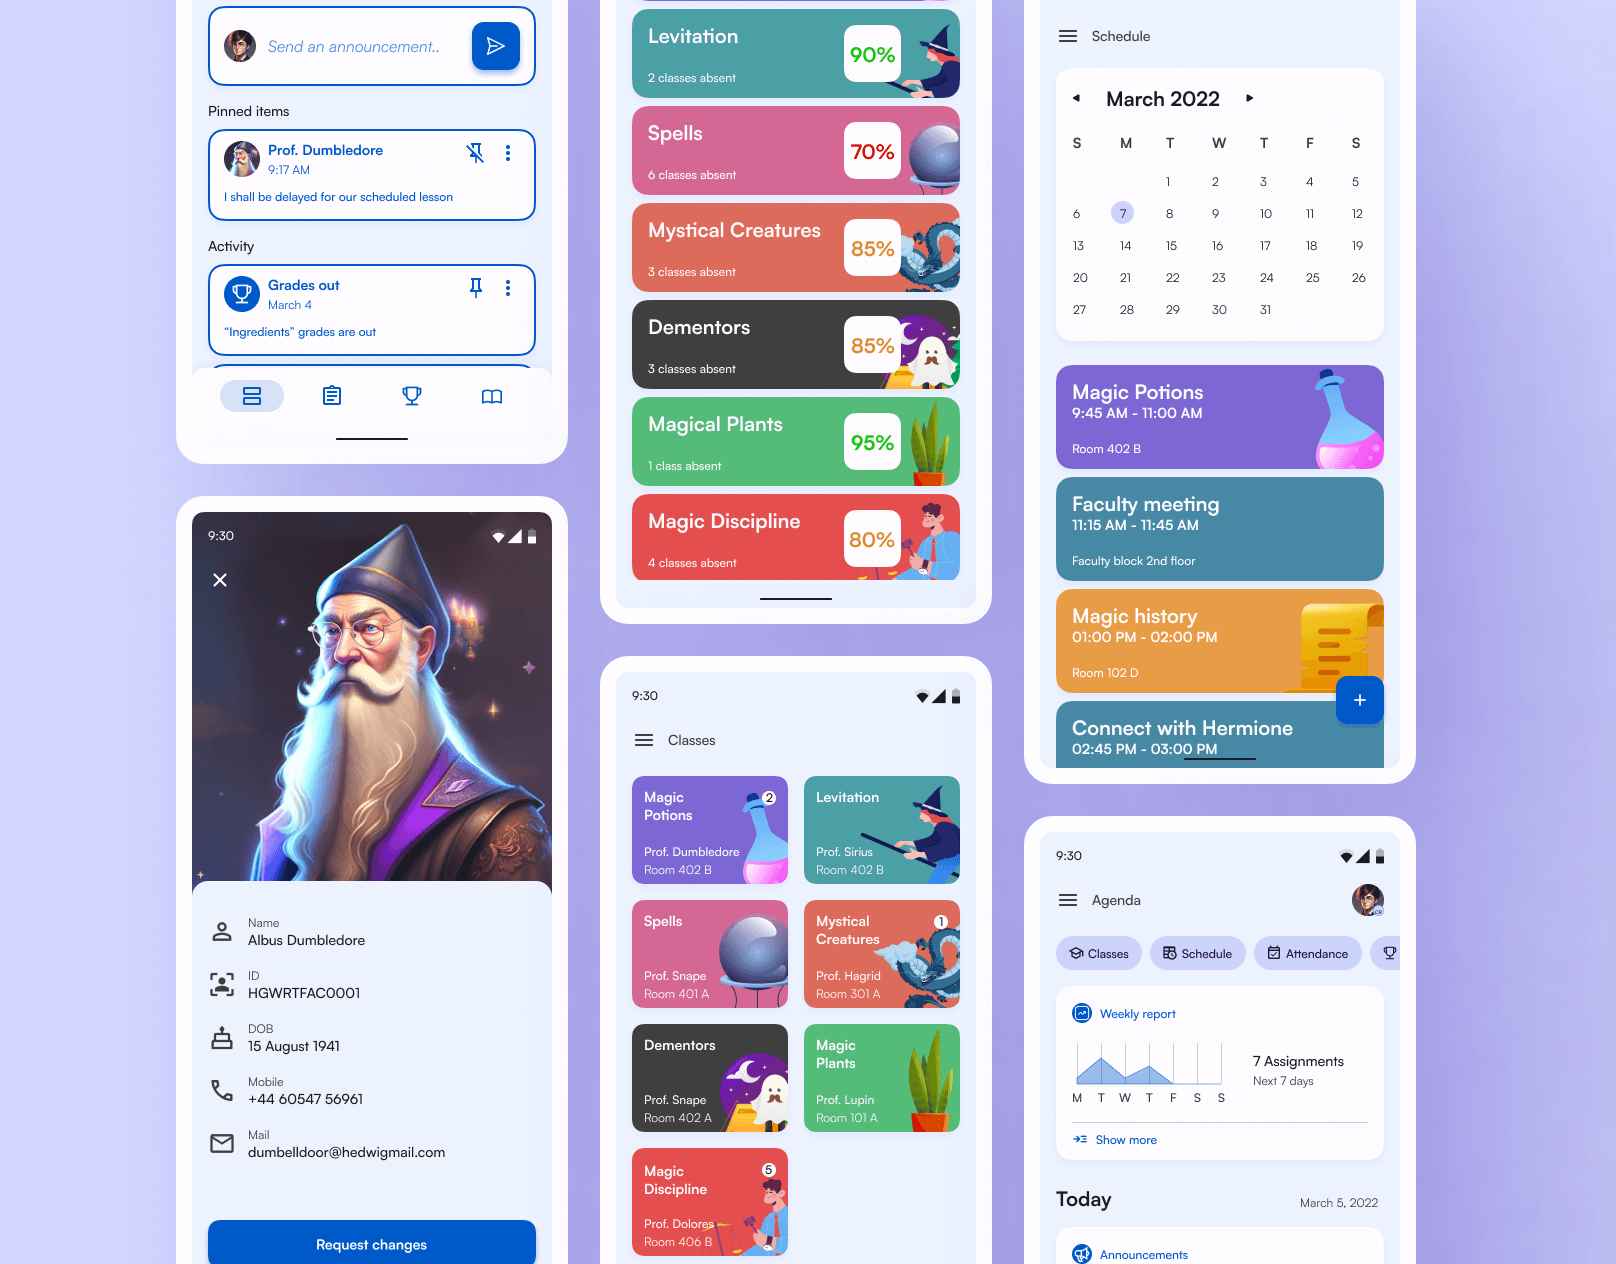 Send an announcement..
Pinned items
Prof. Dumbledore
9:17 AM
I shall be delayed for our scheduled lesson
Activity
Grades out
March 4
“Ingredients” grades are out
9:30
Name
Albus Dumbledore
ID
HGWRTFAC0001
DOB
15 August 1941
Mobile
+44 60547 56961
Mail
dumbelldoor@hedwigmail.com
Request changes
Levitation
90%
2 classes absent
Spells
70%
6 classes absent
Mystical Creatures
85%
3 classes absent
Dementors
85%
3 classes absent
Magical Plants
95%
1 class absent
Magic Discipline
80%
4 classes absent
9:30
Classes
Magic
Potions
2
Prof. Dumbledore
Room 402 B
Levitation
Prof. Sirius
Room 402 B
Spells
Prof. Snape
Room 401 A
Mystical
Creatures
1
Prof. Hagrid
Room 301 A
Dementors
Prof. Snape
Room 402 A
Magic
Plants
Prof. Lupin
Room 101 A
Magic
Discipline
5
Prof. Dolores
Room 406 B
Schedule
March 2022
S M T W T F S
1 2 3 4 5
6 7 8 9 10 11 12
13 14 15 16 17 18 19
20 21 22 23 24 25 26
27 28 29 30 31
Magic Potions
9:45 AM - 11:00 AM
Room 402 B
Faculty meeting
11:15 AM - 11:45 AM
Faculty block 2nd floor
Magic history
01:00 PM - 02:00 PM
Room 102 D
+
Connect with Hermione
02:45 PM - 03:00 PM
9:30
Agenda
CR
Classes
Schedule
Attendance
Weekly report
7 Assignments
Next 7 days
M T W T F S S
Show more
Today
March 5, 2022
Announcements